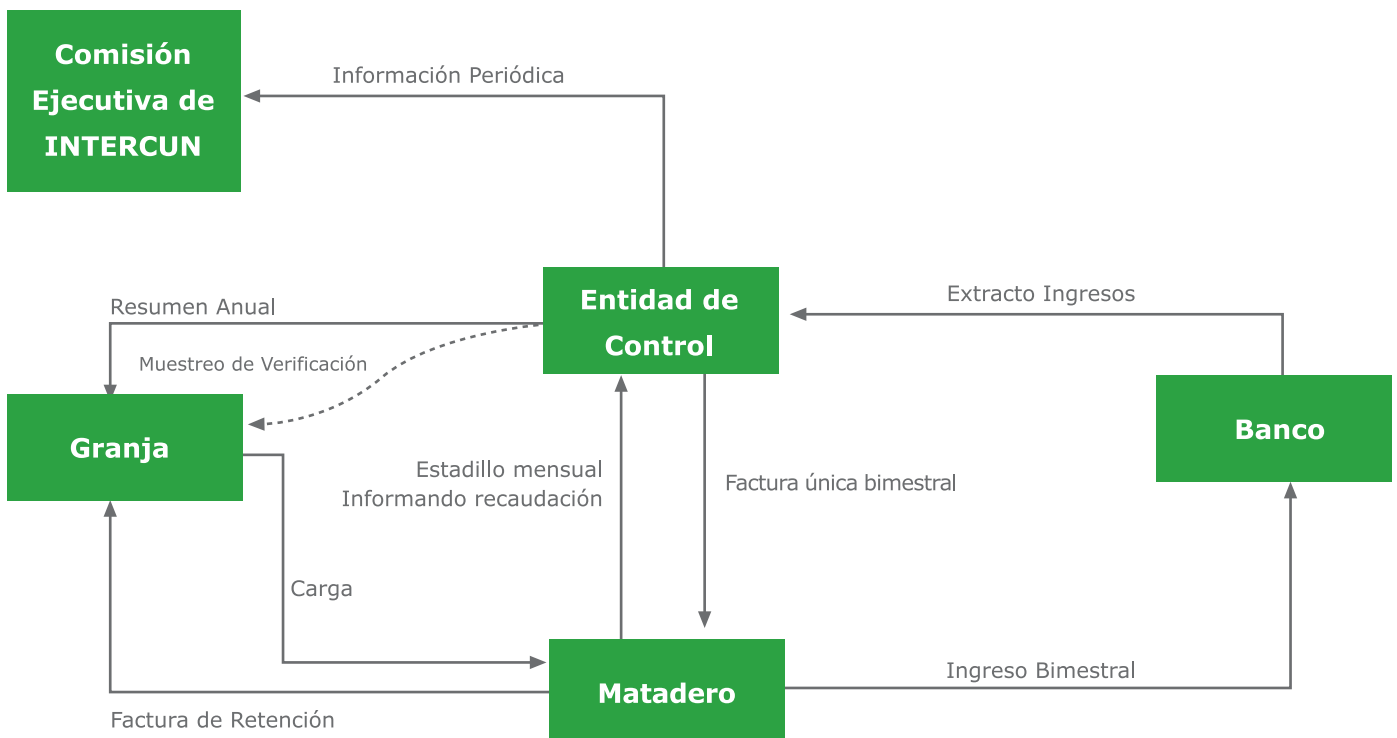 Comisión
Ejecutiva de
INTERCUN
Información Periódica
Entidad de
Control
Extracto Ingresos
Resumen Anual
Muestreo de Verificación
Granja
Banco
Estadillo mensual
Informando recaudación
Factura única bimestral
Carga
Matadero
Ingreso Bimestral
Factura de Retención